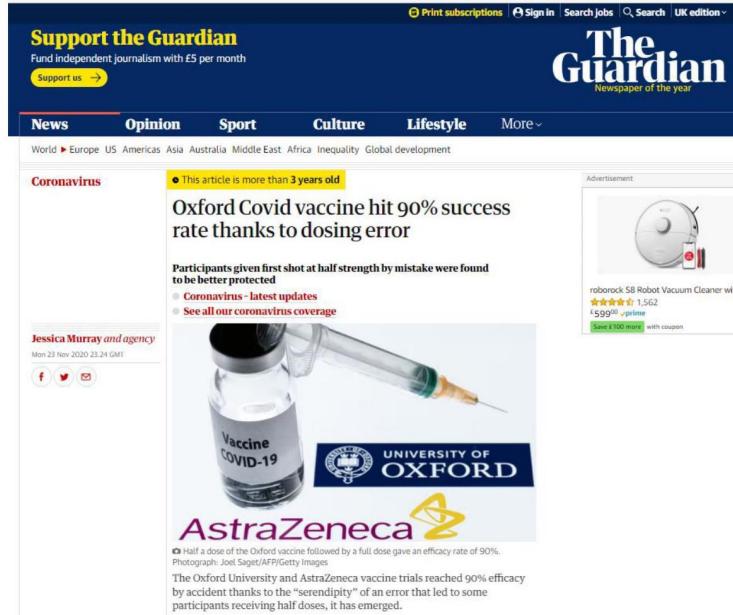 Print subscriptions Sign in Search jobs Search UK edition
Support the Guardian
Fund independent journalism with £5 per month
Support us →
The
Guardian
Newspaper of the year
News Opinion Sport Culture Lifestyle More
World ▶ Europe US Americas Asia Australia Middle East Africa Inequality Global development
Coronavirus
This article is more than 3 years old
Oxford Covid vaccine hit 90% success
rate thanks to dosing error
Participants given first shot at half strength by mistake were found
to be better protected
Coronavirus – latest updates
See all our coronavirus coverage
Jessica Murray and agency
Mon 23 Nov 2020 23.24 GMT
Vaccine
COVID-19
UNIVERSITY OF
OXFORD
AstraZeneca
Half a dose of the Oxford vaccine followed by a full dose gave an efficacy rate of 90%.
Photograph: Joel Saget/AFP/Getty Images
The Oxford University and AstraZeneca vaccine trials reached 90% efficacy
by accident thanks to the “serendipity” of an error that led to some
participants receiving half doses, it has emerged.
Advertisement
roborock S8 Robot Vacuum Cleaner wi
1,562
£59900 prime
Save £100 more with coupon